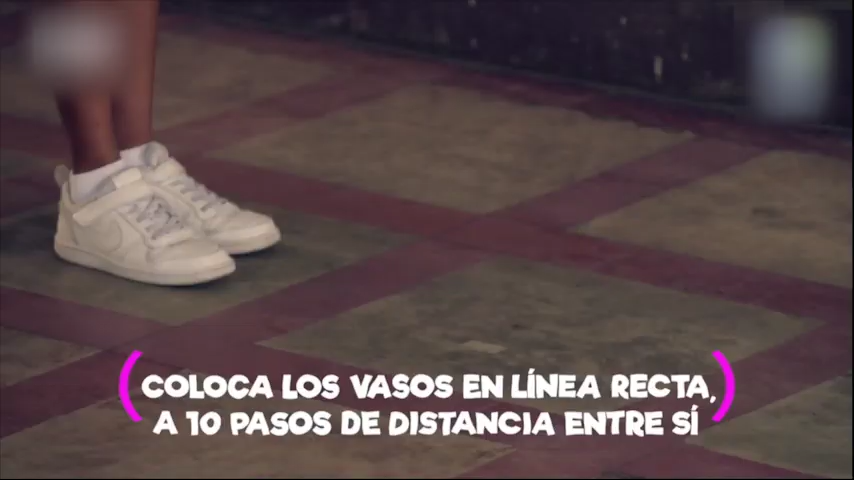 COLOCA LOS VASOS EN LÍNEA RECTA,
A 10 PASOS DE DISTANCIA ENTRE SÍ